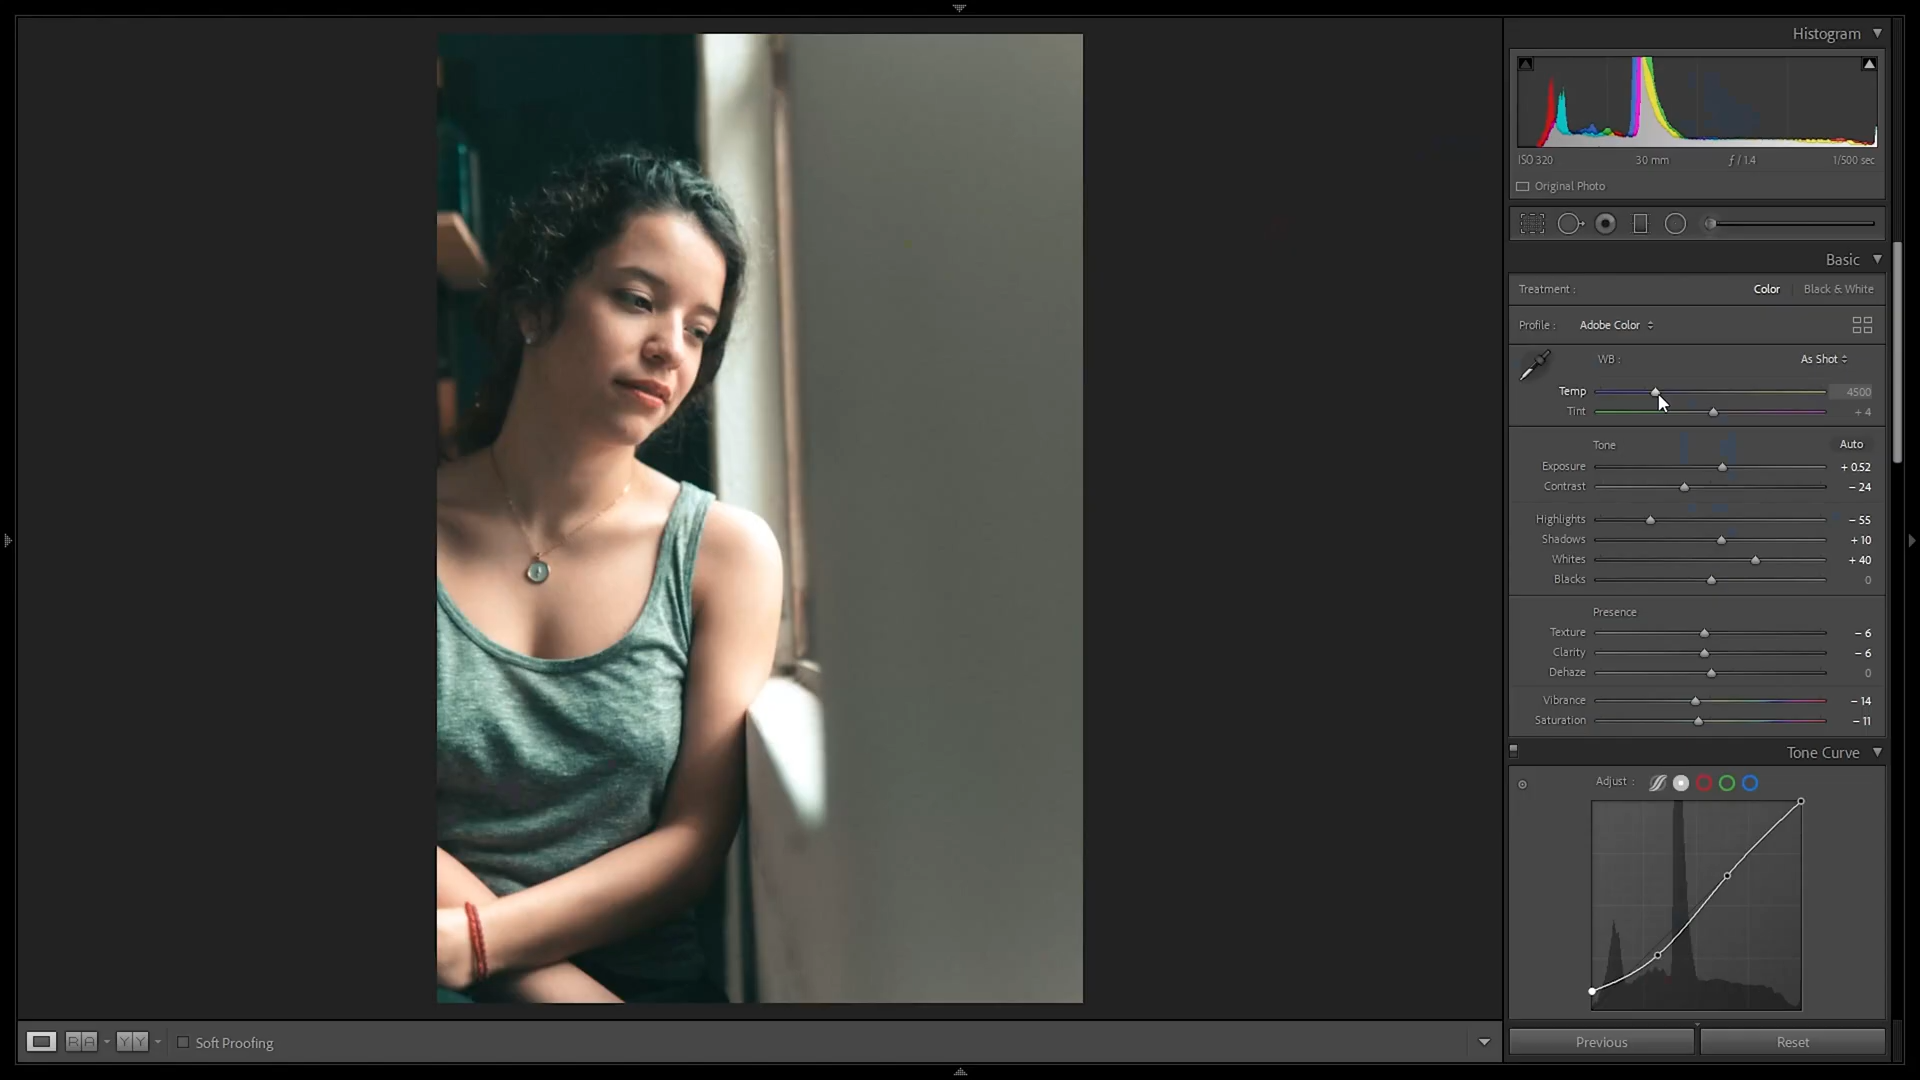 Histogram
ISO 320 30 mm ƒ / 1.4 1/500 sec
Original Photo
Basic
Treatment : Color Black & White
Profile : Adobe Color
WB : As Shot
Temp 4500
Tint + 4
Tone Auto
Exposure + 0.52
Contrast – 24
Highlights – 55
Shadows + 10
Whites + 40
Blacks 0
Presence
Texture – 6
Clarity – 6
Dehaze 0
Vibrance – 14
Saturation – 11
Tone Curve
Adjust :
R A Y Y Soft Proofing
Previous Reset